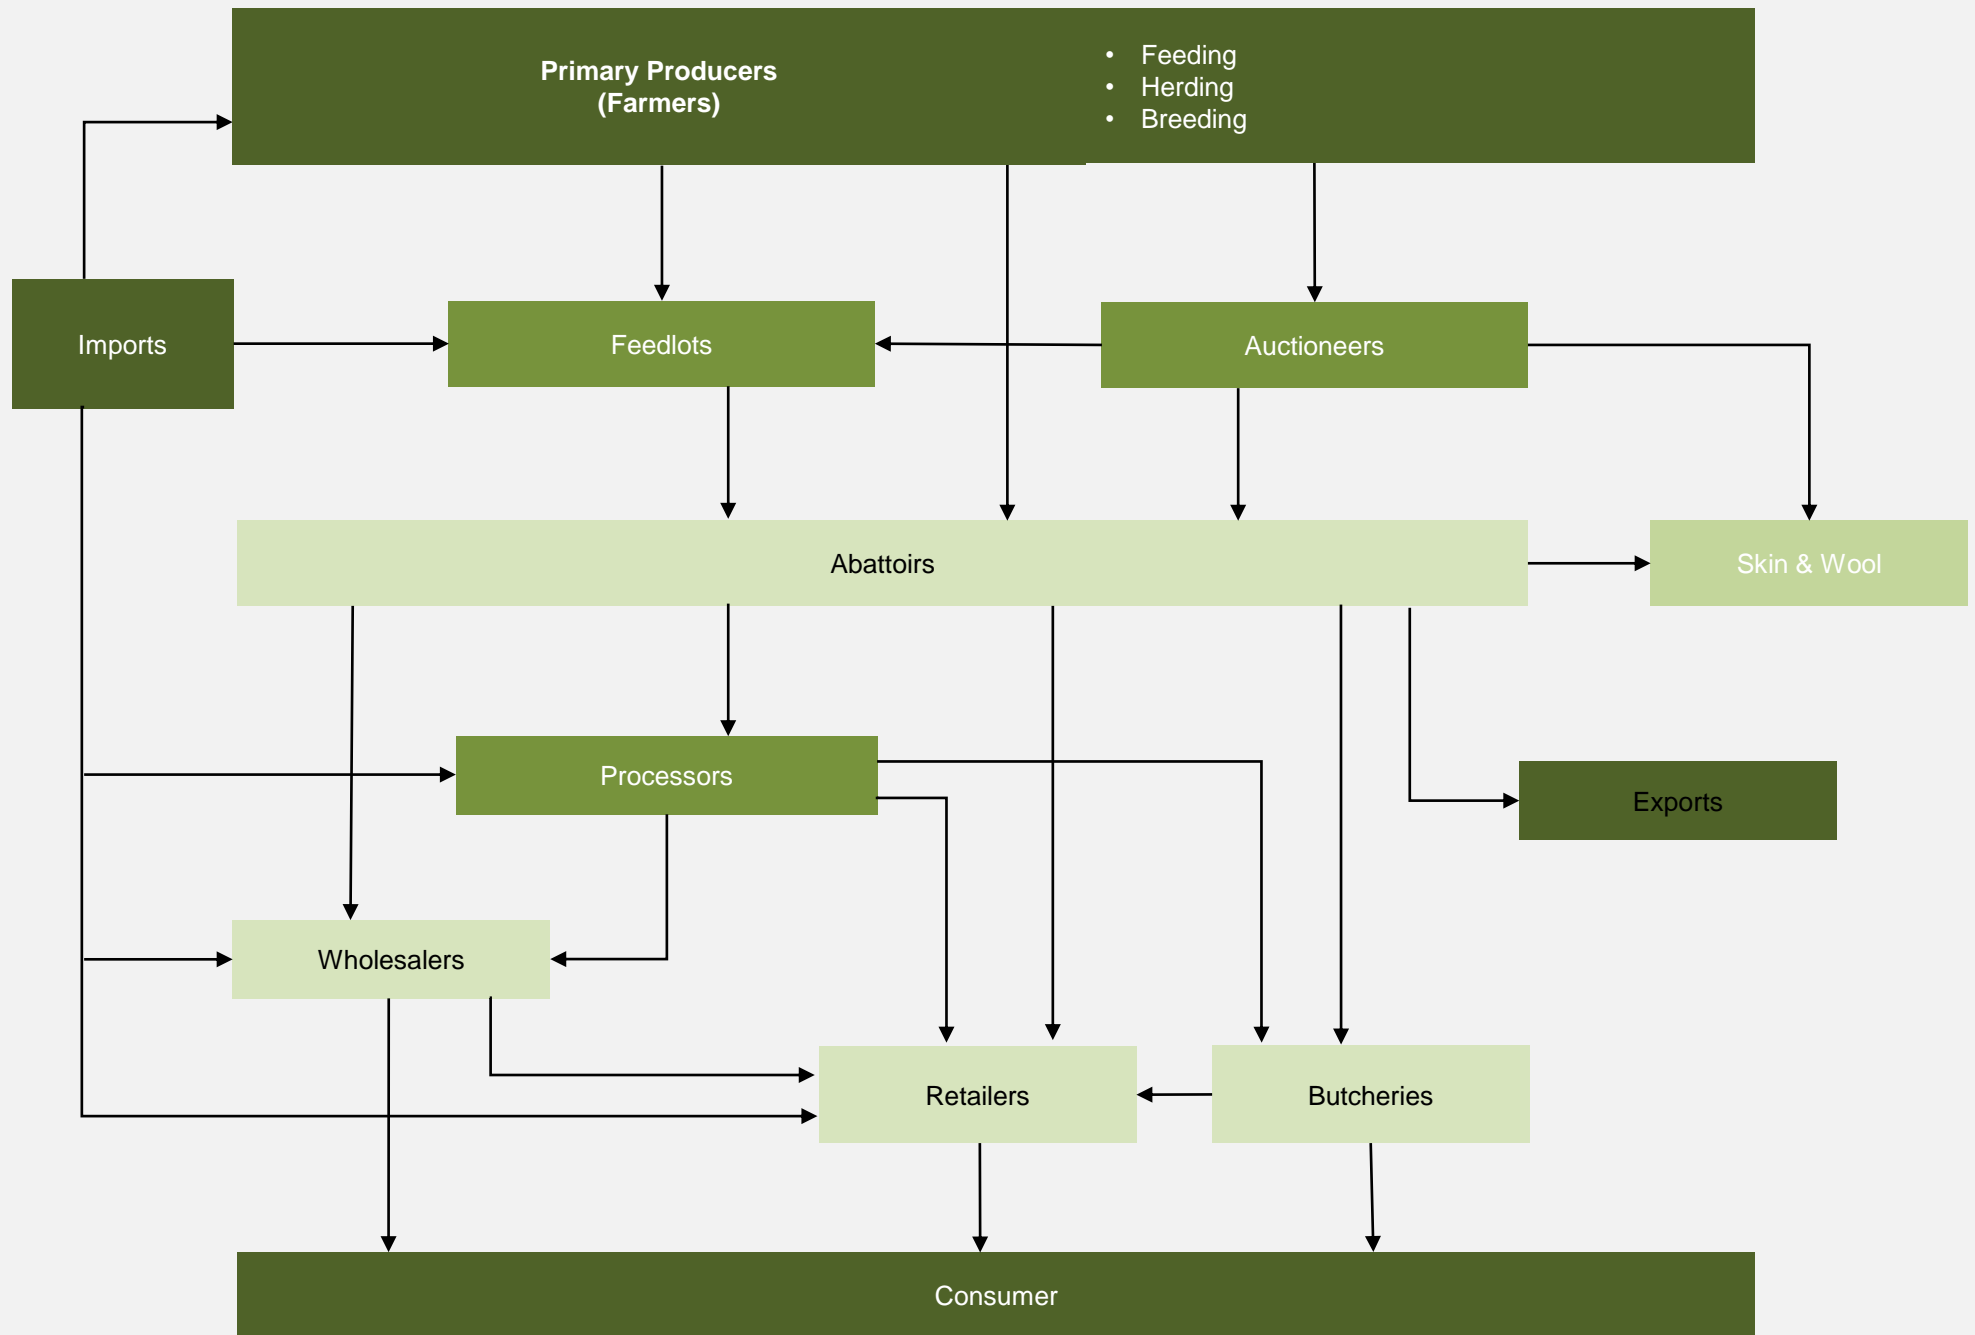 Primary Producers
(Farmers)
• Feeding
• Herding
• Breeding
Imports
Feedlots
Auctioneers
Abattoirs
Skin & Wool
Processors
Exports
Wholesalers
Retailers
Butcheries
Consumer